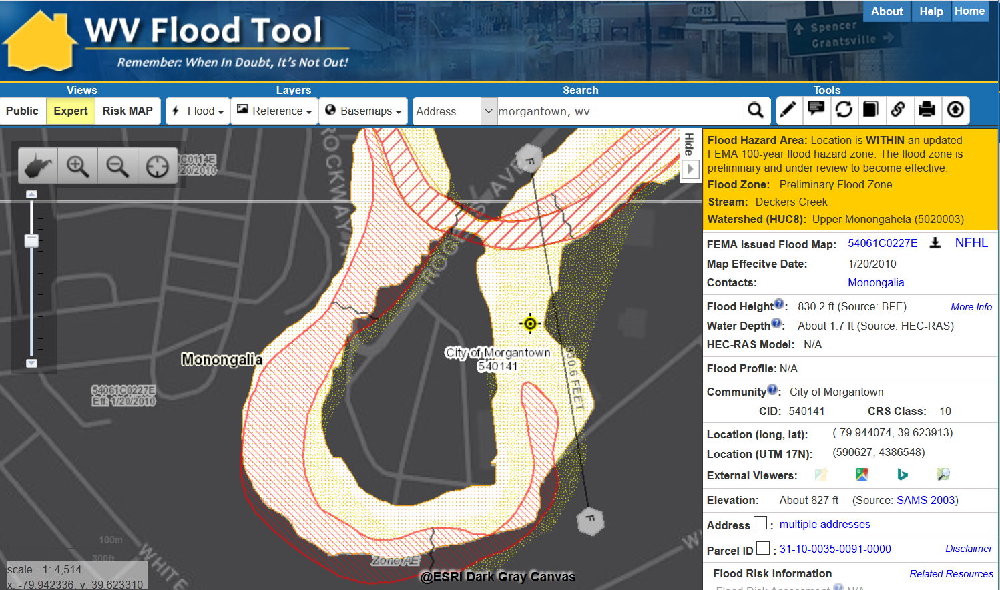 About Help Home
GIFTS
Spencer
Grantsville
WV Flood Tool
Remember: When In Doubt, It's Not Out!
Views Layers Search Tools
Public Expert Risk MAP Flood Reference Basemaps Address morgantown, wv
Hide
Flood Hazard Area: Location is WITHIN an updated
FEMA 100-year flood hazard zone. The flood zone is
preliminary and under review to become effective.
Flood Zone: Preliminary Flood Zone
Stream: Deckers Creek
Watershed (HUC8): Upper Monongahela (5020003)
FEMA Issued Flood Map: 54061C0227E NFHL
Map Effecitve Date: 1/20/2010
Contacts: Monongalia
Flood Height: 830.2 ft (Source: BFE) More Info
Water Depth: About 1.7 ft (Source: HEC-RAS)
HEC-RAS Model: N/A
Flood Profile: N/A
Community: City of Morgantown
CID: 540141 CRS Class: 10
Location (long, lat): (-79.944074, 39.623913)
Location (UTM 17N): (590627, 4386548)
External Viewers:
Elevation: About 827 ft (Source: SAMS 2003)
Address : multiple addresses
Parcel ID : 31-10-0035-0091-0000 Disclaimer
Flood Risk Information Related Resources
Flood Risk Assessment N/A
1C0114E
/20/2010
ROCKWAY A
ROGERS AVE
F
Monongalia
City of Morgantown
540141
830.6 FEET
54061C0227E
Eff: 1/20/2010
F
Zone AE
WHITE
W
100m
300ft
scale - 1: 4,514
x: -79.942336, y: 39.623310
@ESRI Dark Gray Canvas